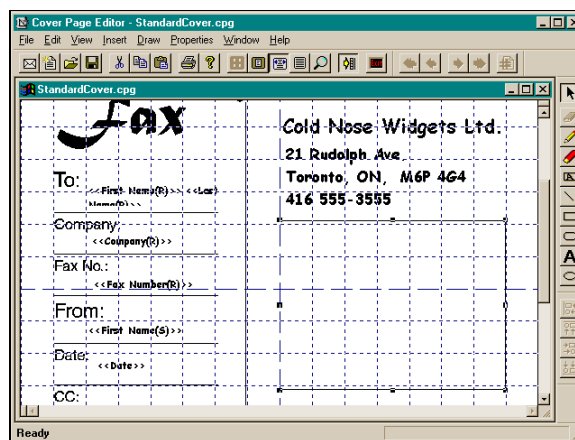 Cover Page Editor - StandardCover.cpg
File Edit View Insert Draw Properties Window Help
StandardCover.cpg
Fax
Cold Nose Widgets Ltd.
21 Rudolph Ave
Toronto, ON, M6P 4G4
416 555-3555
To:
<<First Name(R)>> <<Las
Name(R)>>
Company
<<Company(R)>>
Fax No.:
<<Fax Number(R)>>
From:
<<First Name(S)>>
Date:
<<Date>>
CC:
Ready